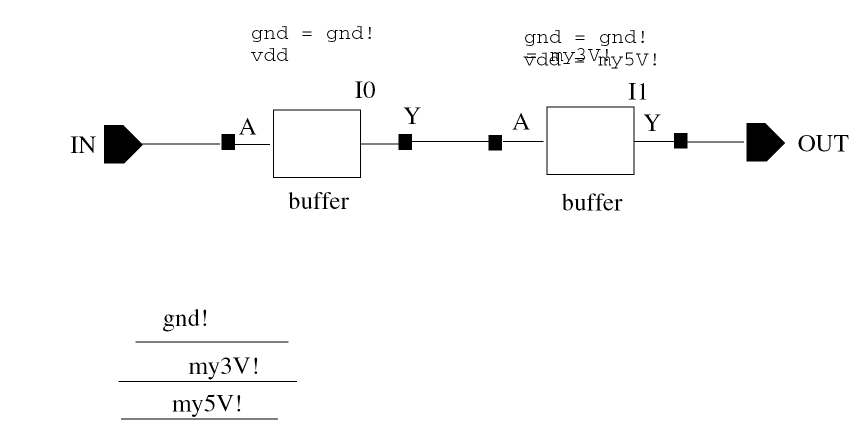 gnd = gnd!
vdd
gnd = gnd!
= my3V!
vdd = my5V!
I0
I1
IN
A
Y
A
Y
OUT
buffer
buffer
gnd!
my3V!
my5V!